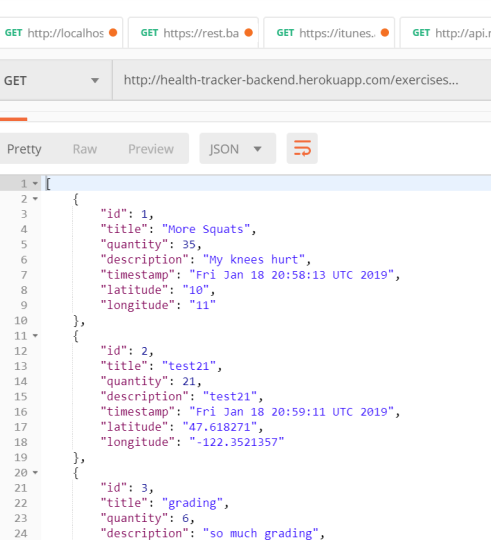 GET http://localhos GET https://rest.ba GET https://itunes. GET http://api.r
GET http://health-tracker-backend.herokuapp.com/exercises...
Pretty Raw Preview JSON
1 [
2 {
3 "id": 1,
4 "title": "More Squats",
5 "quantity": 35,
6 "description": "My knees hurt",
7 "timestamp": "Fri Jan 18 20:58:13 UTC 2019",
8 "latitude": "10",
9 "longitude": "11"
10 },
11 {
12 "id": 2,
13 "title": "test21",
14 "quantity": 21,
15 "description": "test21",
16 "timestamp": "Fri Jan 18 20:59:11 UTC 2019",
17 "latitude": "47.618271",
18 "longitude": "-122.3521357"
19 },
20 {
21 "id": 3,
22 "title": "grading",
23 "quantity": 6,
24 "description": "so much grading",